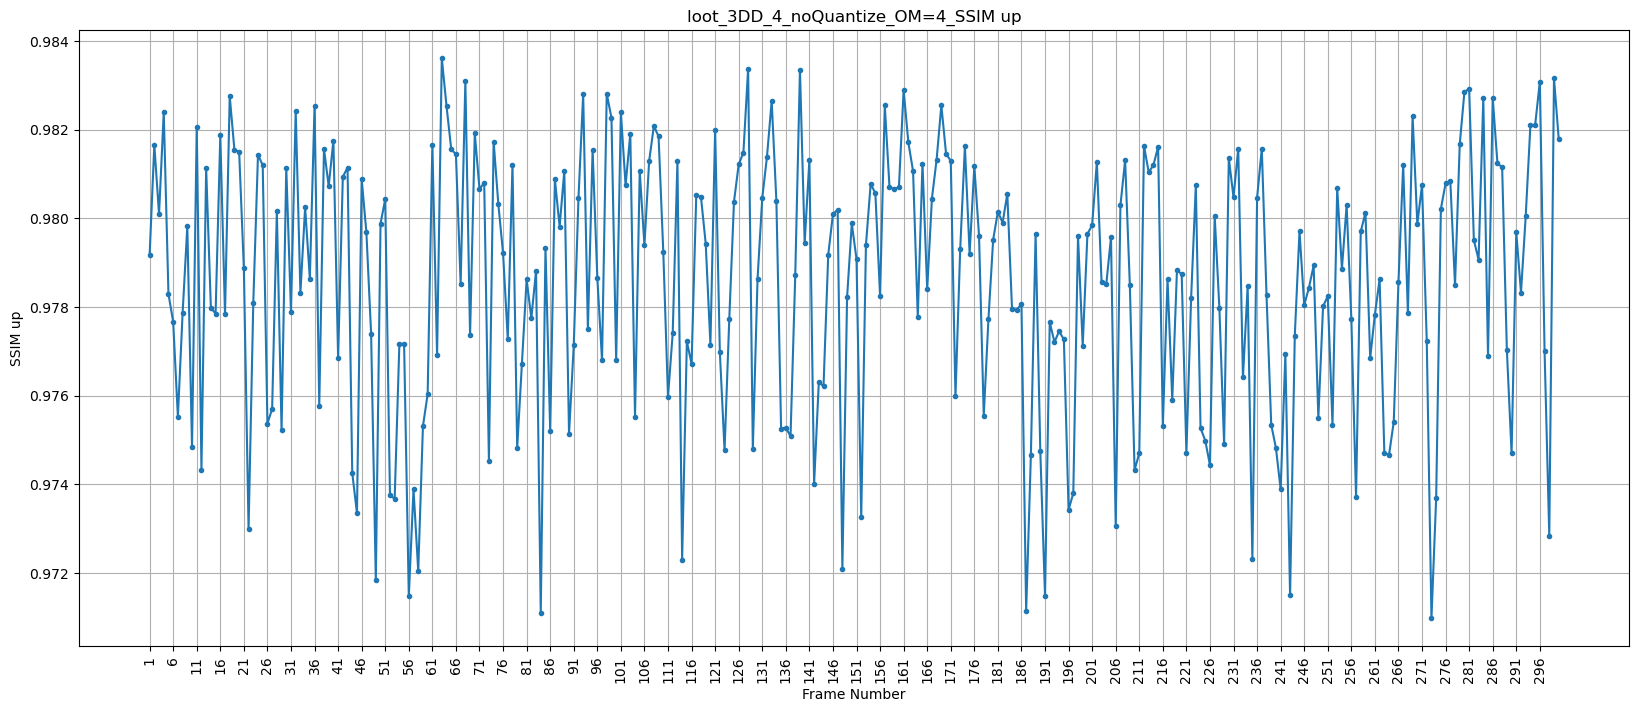 loot_3DD_4_noQuantize_OM=4_SSIM up
0.984
0.982
0.980
0.978
0.976
0.974
0.972
SSIM up
1 6 11 16 21 26 31 36 41 46 51 56 61 66 71 76 81 86 91 96 101 106 111 116 121 126 131 136 141 146 151 156 161 166 171 176 181 186 191 196 201 206 211 216 221 226 231 236 241 246 251 256 261 266 271 276 281 286 291 296
Frame Number